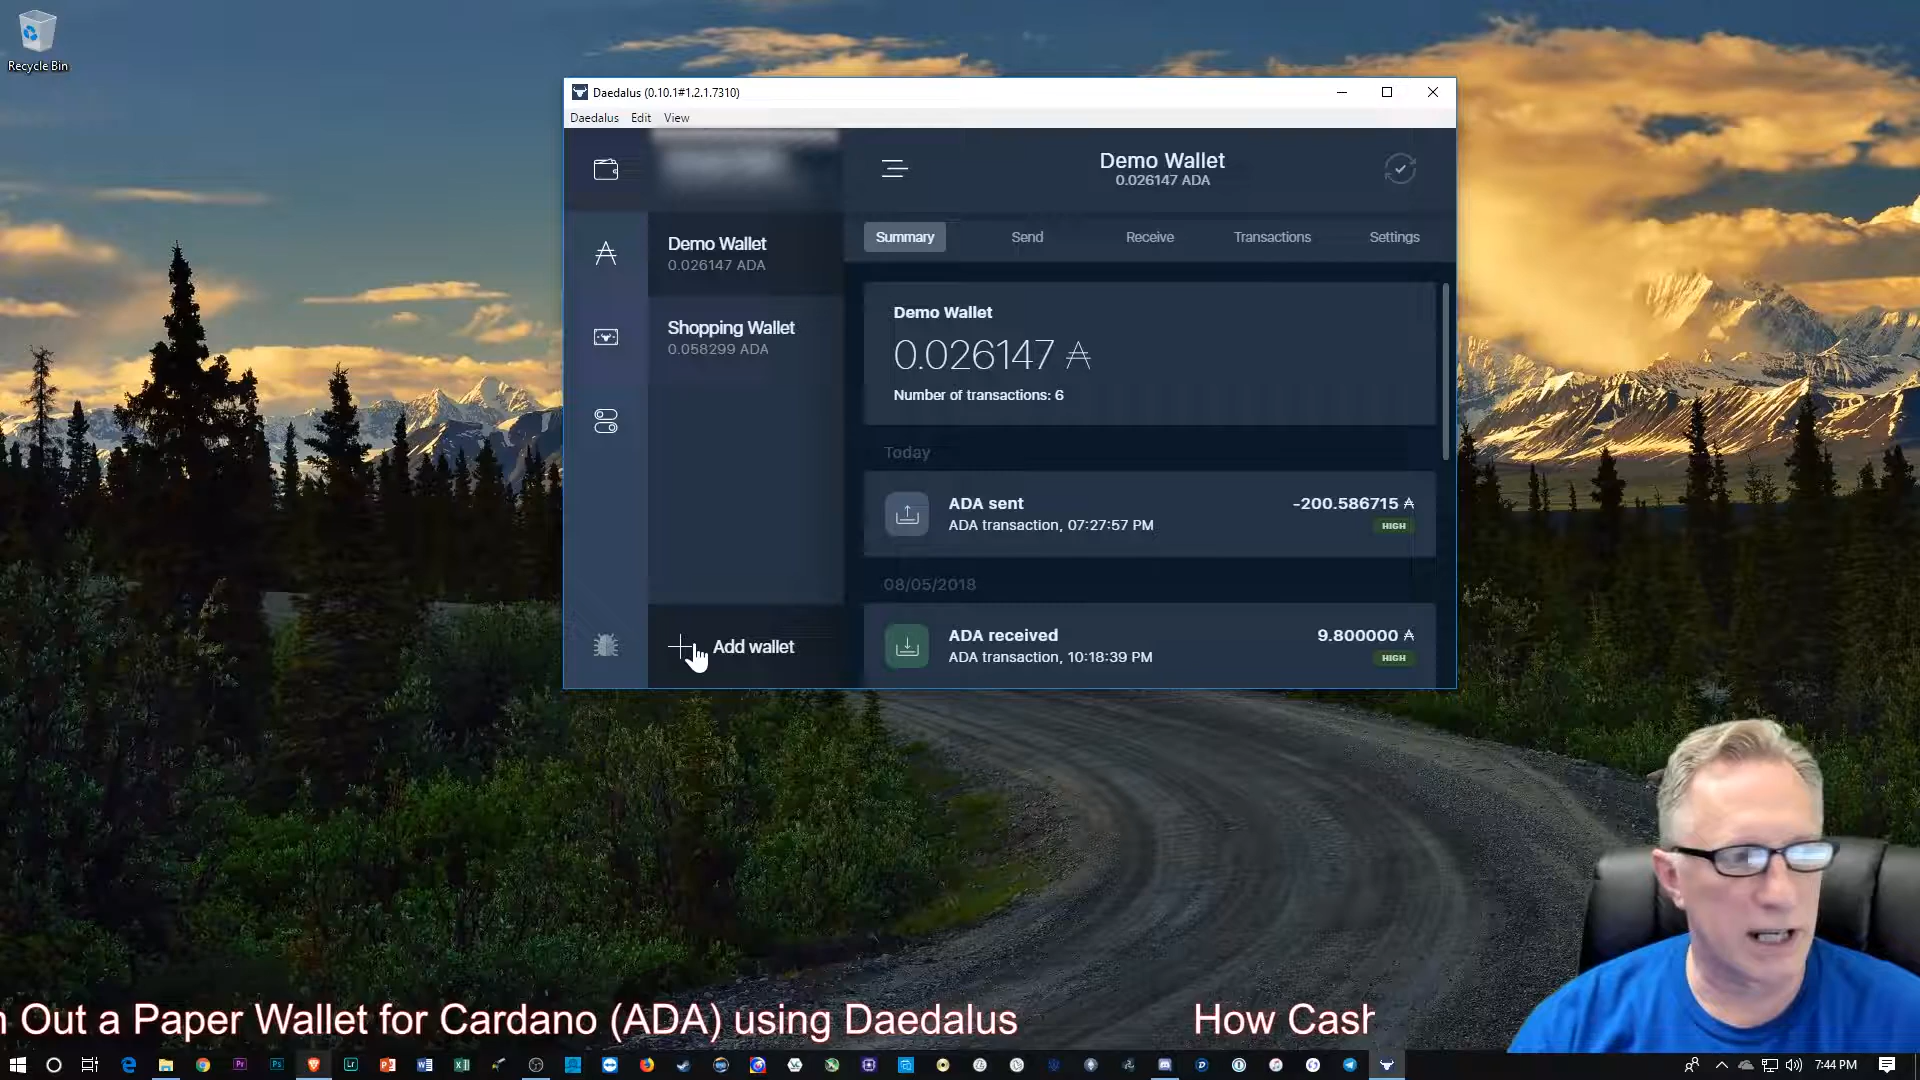 Recycle Bin
Daedalus (0.10.1#1.2.1.7310)
Daedalus Edit View
Demo Wallet
0.026147 ADA
Summary Send Receive Transactions Settings
Demo Wallet
0.026147 ADA
Shopping Wallet
0.058299 ADA
Add wallet
Demo Wallet
0.026147 ₳
Number of transactions: 6
Today
ADA sent -200.586715 ₳
ADA transaction, 07:27:57 PM HIGH
08/05/2018
ADA received 9.800000 ₳
ADA transaction, 10:18:39 PM HIGH
Out a Paper Wallet for Cardano (ADA) using Daedalus How Cash
7:44 PM